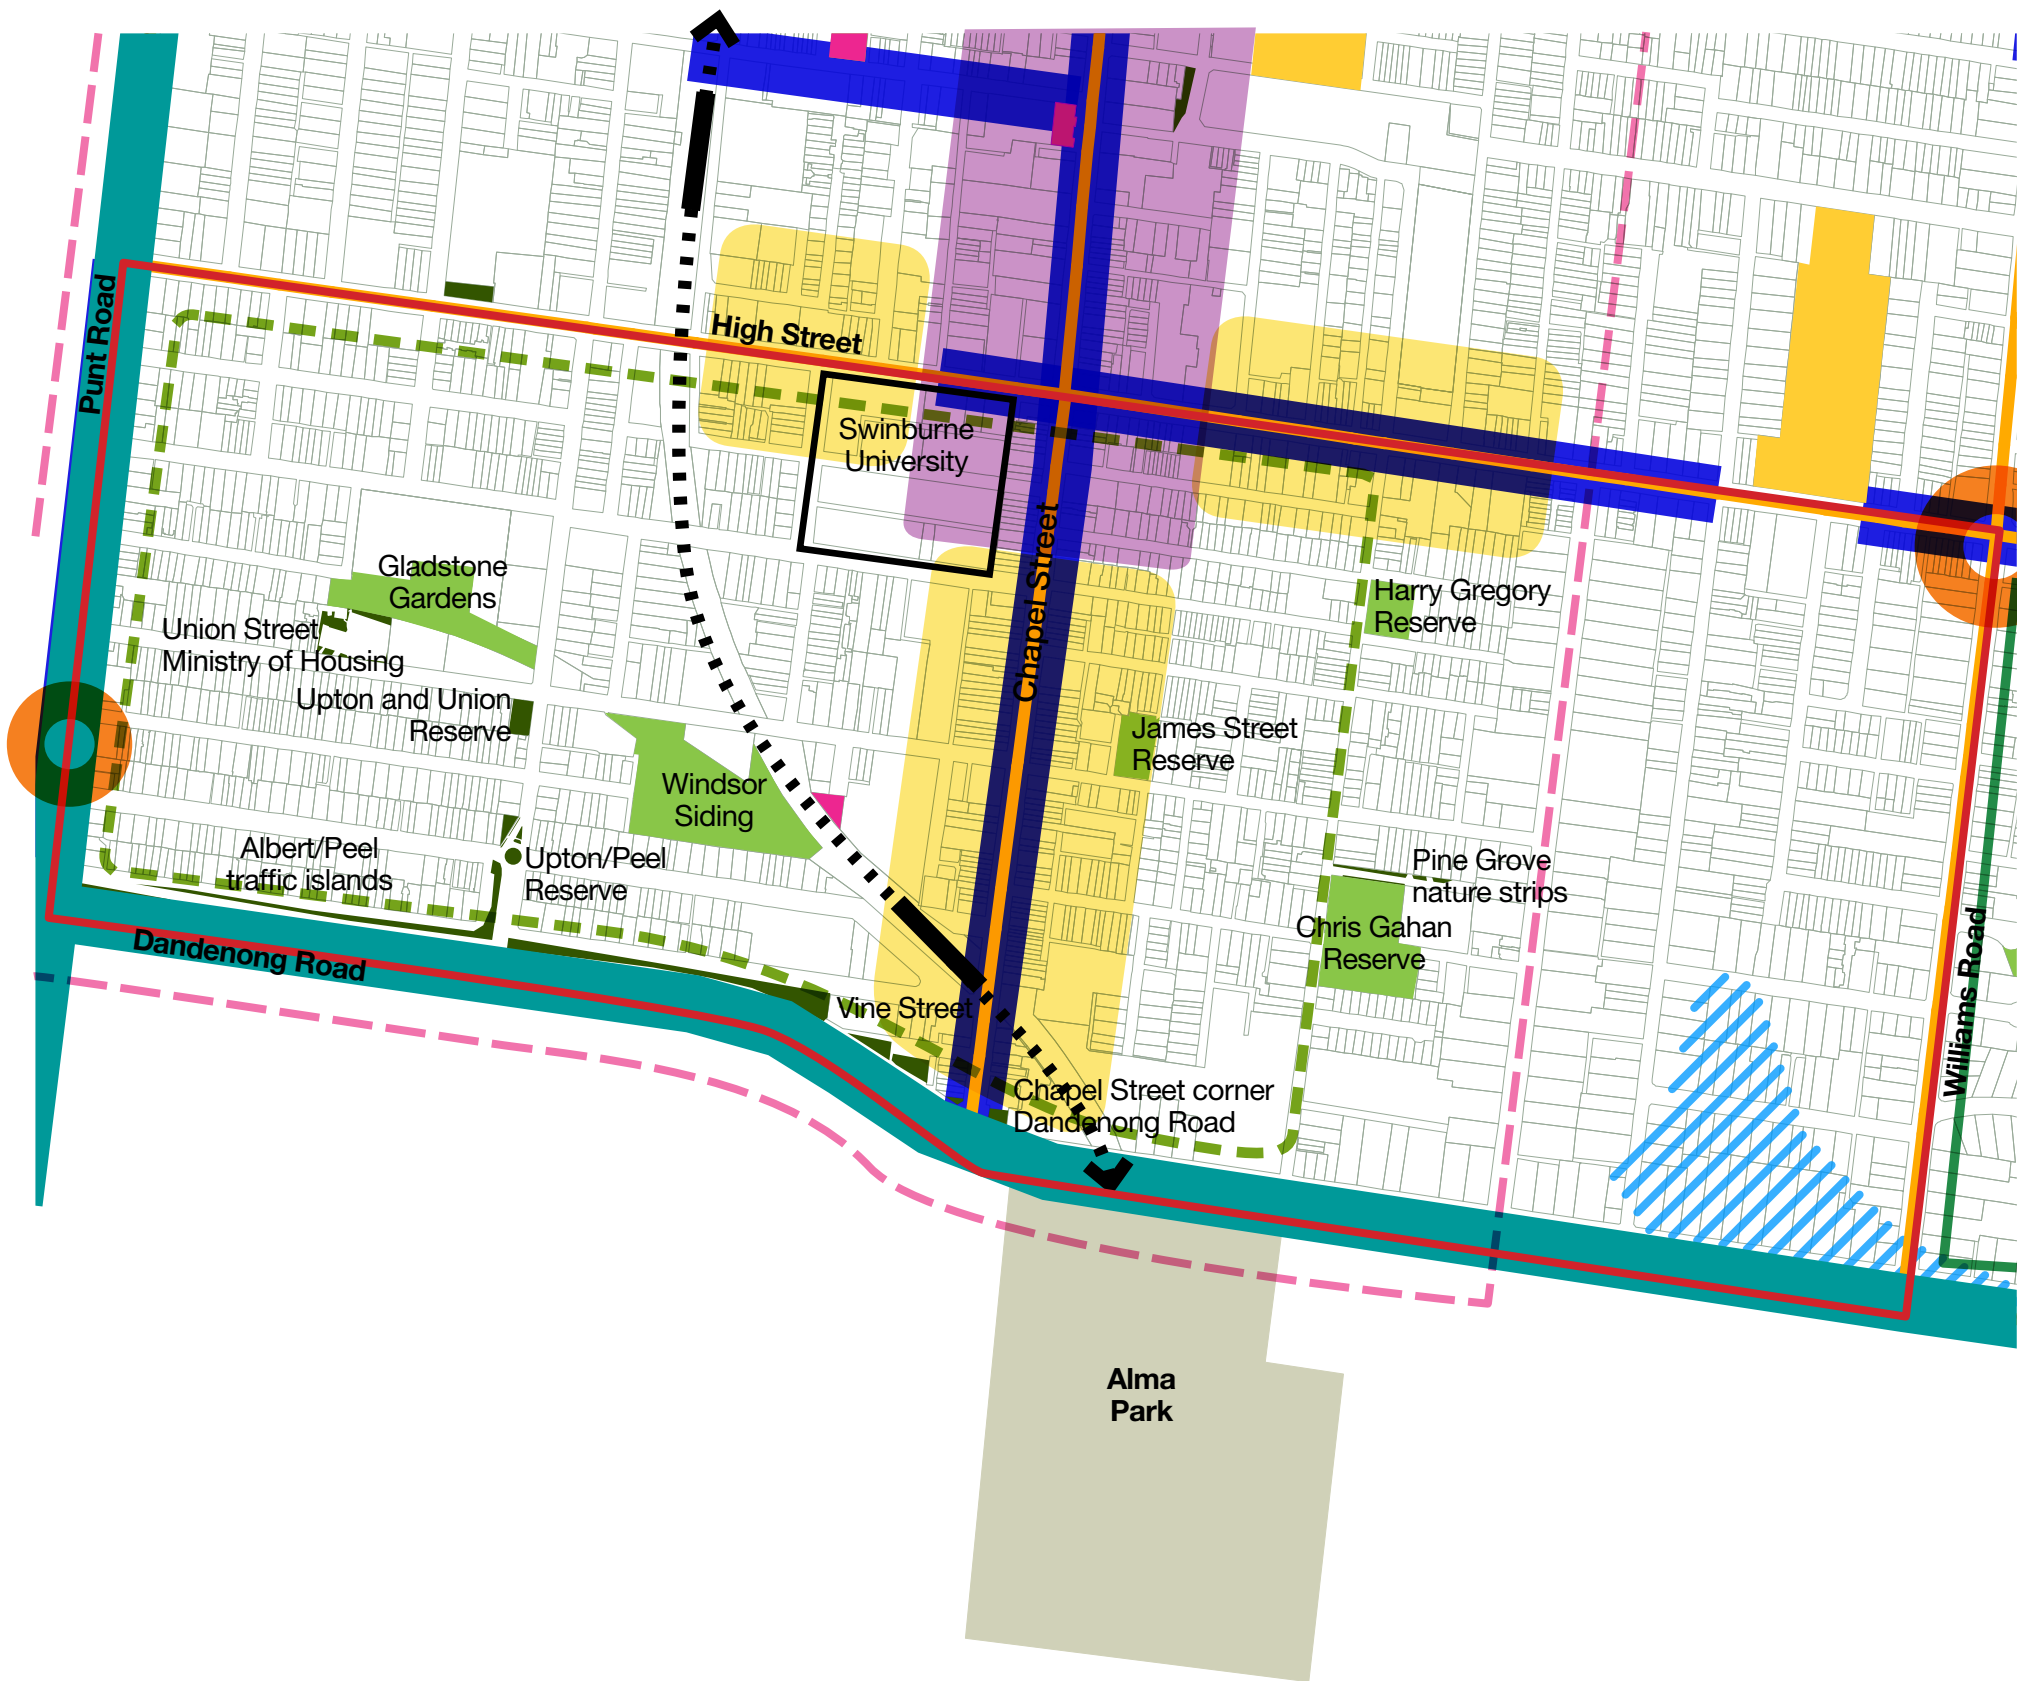 Punt Road
High Street
Swinburne
University
Chapel Street
Gladstone
Gardens
Harry Gregory
Reserve
Union Street
Ministry of Housing
Upton and Union
Reserve
James Street
Reserve
Windsor
Siding
Albert/Peel
traffic islands
Upton/Peel
Reserve
Pine Grove
nature strips
Chris Gahan
Reserve
Dandenong Road
Vine Street
Williams Road
Chapel Street corner
Dandenong Road
Alma
Park